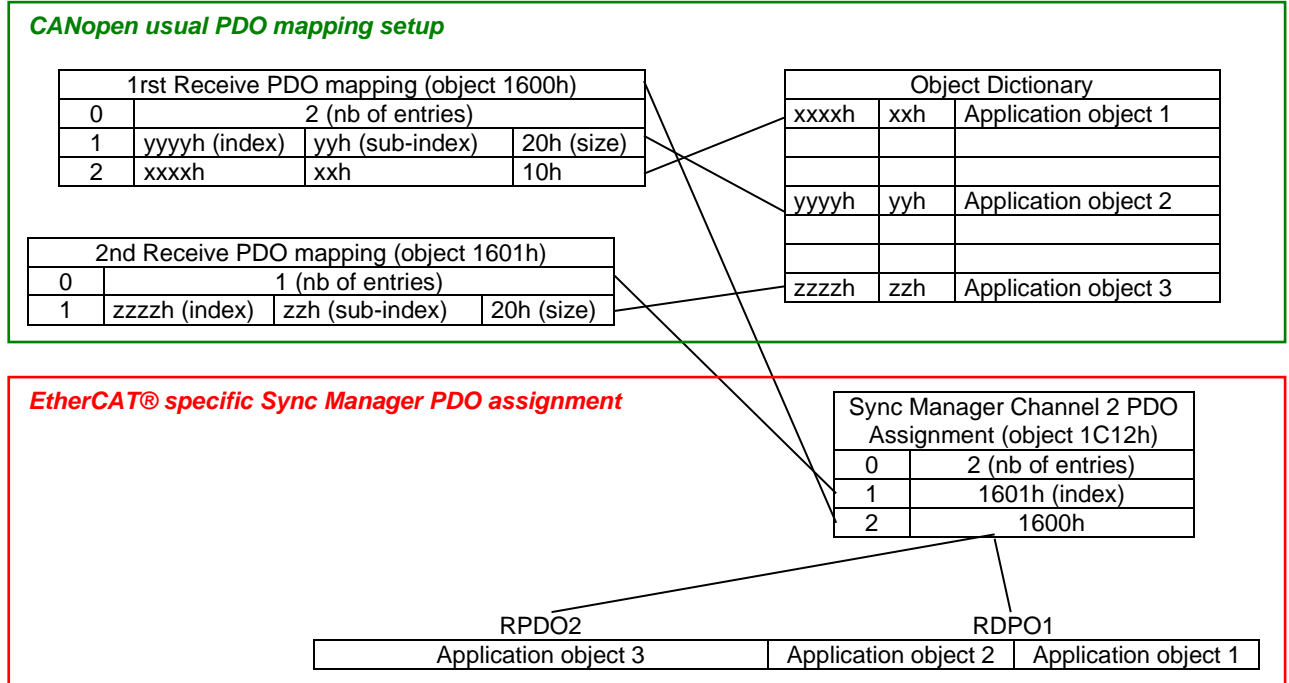 CANopen usual PDO mapping setup
1rst Receive PDO mapping (object 1600h)
0 2 (nb of entries)
1 yyyyh (index) yyh (sub-index) 20h (size)
2 xxxxh xxh 10h
Object Dictionary
xxxxh xxh Application object 1
yyyyh yyh Application object 2
zzzzh zzh Application object 3
2nd Receive PDO mapping (object 1601h)
0 1 (nb of entries)
1 zzzzh (index) zzh (sub-index) 20h (size)
EtherCAT® specific Sync Manager PDO assignment
Sync Manager Channel 2 PDO
Assignment (object 1C12h)
0 2 (nb of entries)
1 1601h (index)
2 1600h
RPDO2 RDPO1
Application object 3 Application object 2 Application object 1